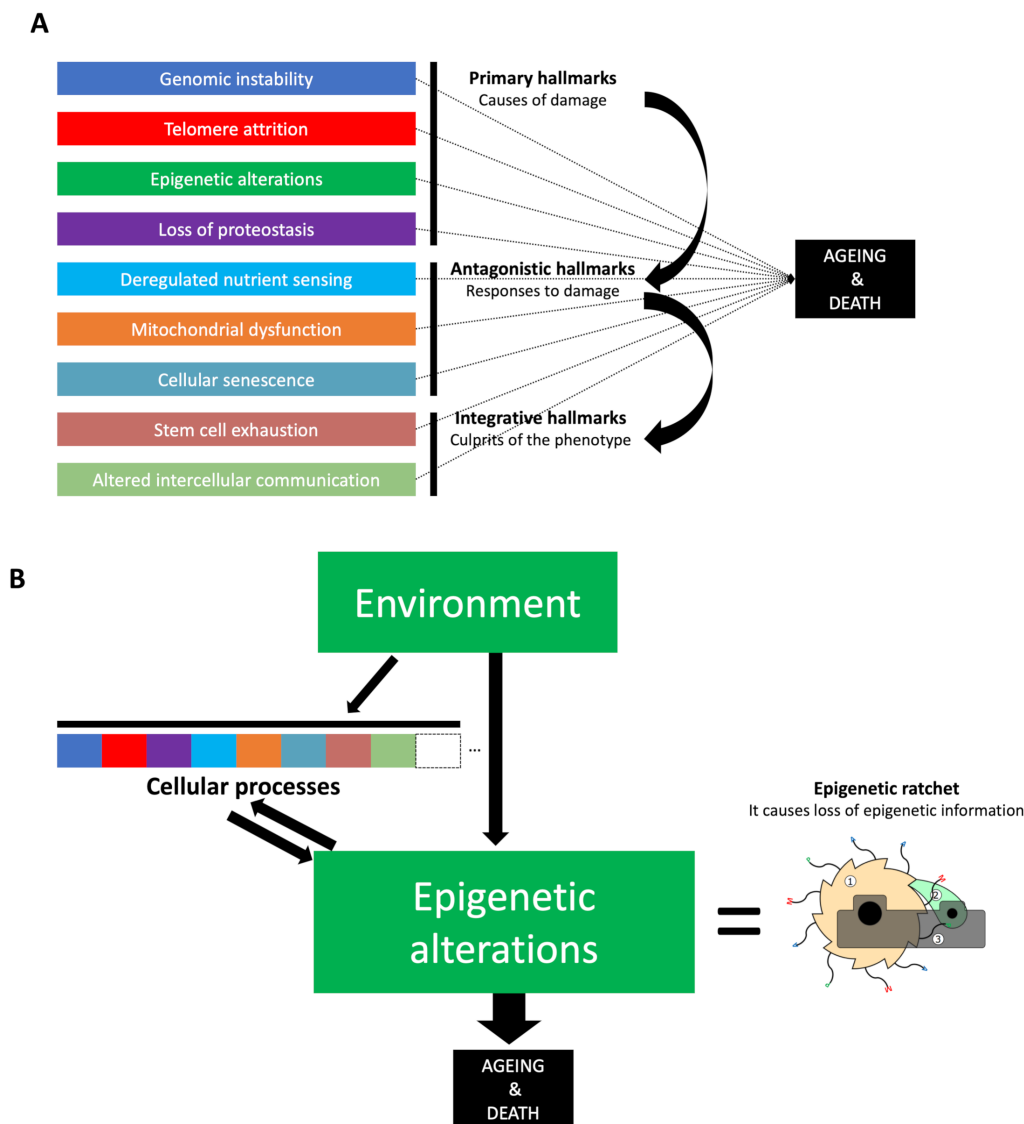 A
Genomic instability
Telomere attrition
Epigenetic alterations
Loss of proteostasis
Deregulated nutrient sensing
Mitochondrial dysfunction
Cellular senescence
Stem cell exhaustion
Altered intercellular communication
Primary hallmarks
Causes of damage
Antagonistic hallmarks
Responses to damage
Integrative hallmarks
Culprits of the phenotype
AGEING
&
DEATH
B
Environment
...
Cellular processes
Epigenetic
alterations
=
Epigenetic ratchet
It causes loss of epigenetic information
1
2
3
AGEING
&
DEATH